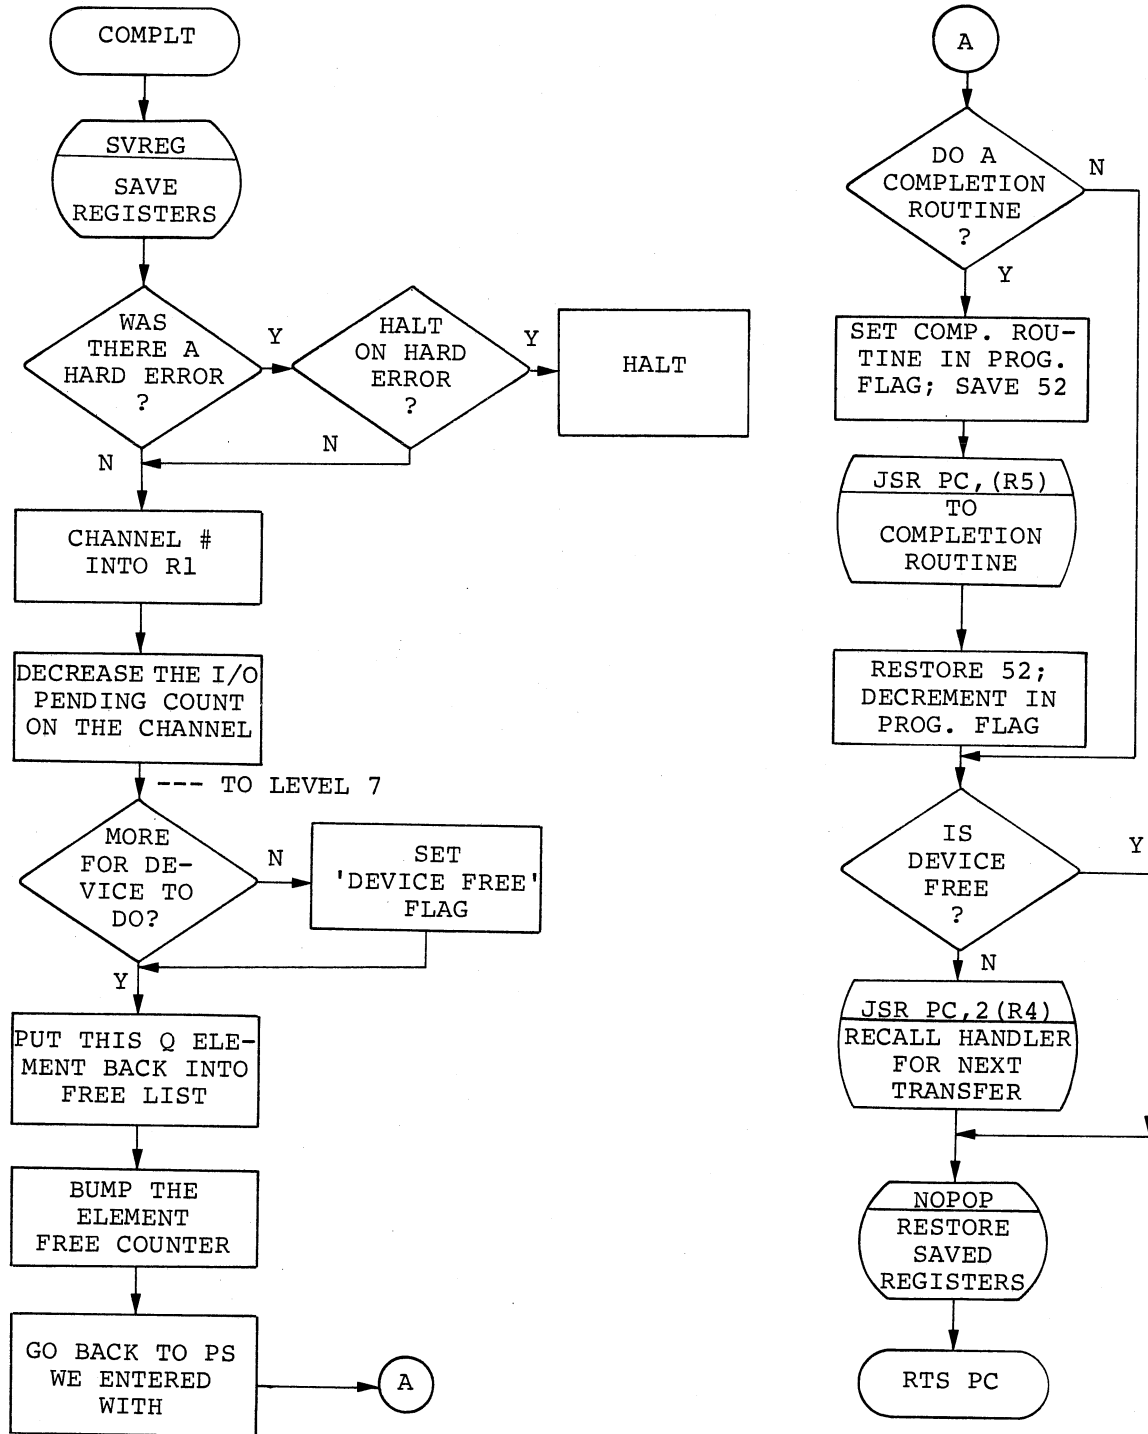 COMPLT
SVREG
SAVE
REGISTERS
WAS
THERE A
HARD ERROR
?
Y
HALT
ON HARD
ERROR
?
Y
HALT
N
N
CHANNEL #
INTO R1
DECREASE THE I/O
PENDING COUNT
ON THE CHANNEL
--- TO LEVEL 7
MORE
FOR DE-
VICE TO
DO?
N
SET
'DEVICE FREE'
FLAG
Y
PUT THIS Q ELE-
MENT BACK INTO
FREE LIST
BUMP THE
ELEMENT
FREE COUNTER
GO BACK TO PS
WE ENTERED
WITH
A
A
DO A
COMPLETION
ROUTINE
?
N
Y
SET COMP. ROU-
TINE IN PROG.
FLAG; SAVE 52
JSR PC,(R5)
TO
COMPLETION
ROUTINE
RESTORE 52;
DECREMENT IN
PROG. FLAG
IS
DEVICE
FREE
?
Y
N
JSR PC,2(R4)
RECALL HANDLER
FOR NEXT
TRANSFER
NOPOP
RESTORE
SAVED
REGISTERS
RTS PC